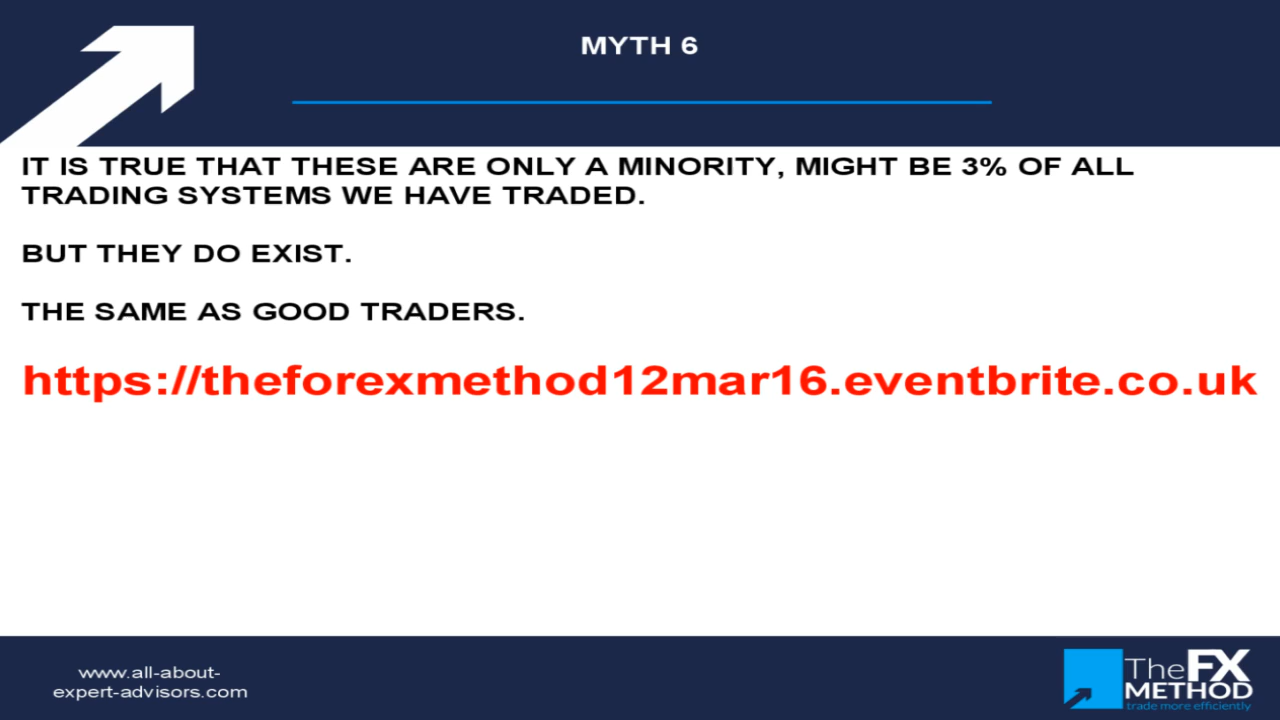 MYTH 6
IT IS TRUE THAT THESE ARE ONLY A MINORITY, MIGHT BE 3% OF ALL
TRADING SYSTEMS WE HAVE TRADED.
BUT THEY DO EXIST.
THE SAME AS GOOD TRADERS.
https://theforexmethod12mar16.eventbrite.co.uk
www.all-about-
expert-advisors.com
The FX
METHOD
trade more efficiently